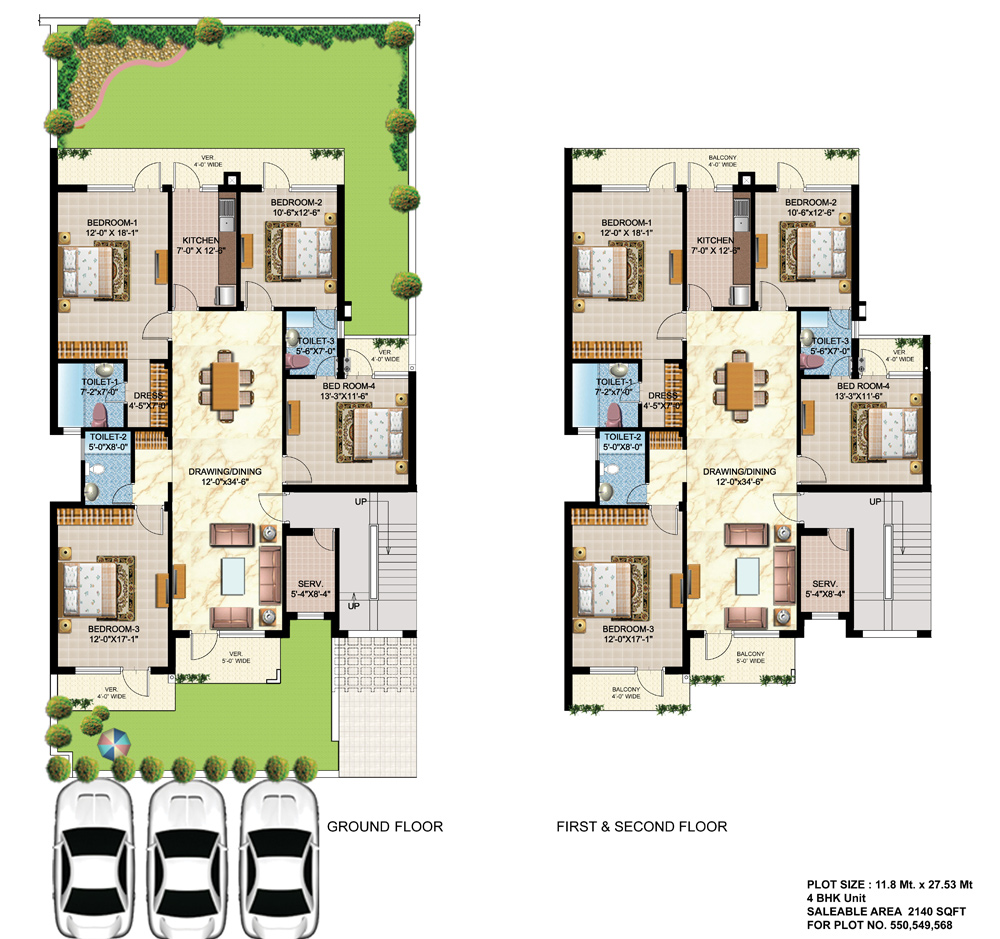 VER.
4'-0" WIDE
BEDROOM-1
12'-0" X 18'-1"
KITCHEN
7'-0" X 12'-6"
BEDROOM-2
10'-6"x12'-6"
TOILET-3
5'-6"X7'-0"
VER.
4'-0" WIDE
TOILET-1
7'-2"x7'-0"
DRESS
4'-5"X7'-0"
BED ROOM-4
13'-3"X11'-6"
TOILET-2
5'-0"X8'-0"
DRAWING/DINING
12'-0"x34'-6"
UP
SERV.
5'-4"X8'-4"
UP
BEDROOM-3
12'-0"X17'-1"
VER.
5'-0" WIDE
VER.
4'-0" WIDE
GROUND FLOOR
BALCONY
4'-0" WIDE
BEDROOM-1
12'-0" X 18'-1"
KITCHEN
7'-0" X 12'-6"
BEDROOM-2
10'-6"x12'-6"
TOILET-3
5'-6"X7'-0"
VER.
4'-0" WIDE
TOILET-1
7'-2"x7'-0"
DRESS
4'-5"X7'-0"
BED ROOM-4
13'-3"X11'-6"
TOILET-2
5'-0"X8'-0"
DRAWING/DINING
12'-0"x34'-6"
UP
SERV.
5'-4"X8'-4"
BEDROOM-3
12'-0"X17'-1"
BALCONY
5'-0" WIDE
BALCONY
4'-0" WIDE
FIRST & SECOND FLOOR
PLOT SIZE : 11.8 Mt. x 27.53 Mt
4 BHK Unit
SALEABLE AREA 2140 SQFT
FOR PLOT NO. 550,549,568